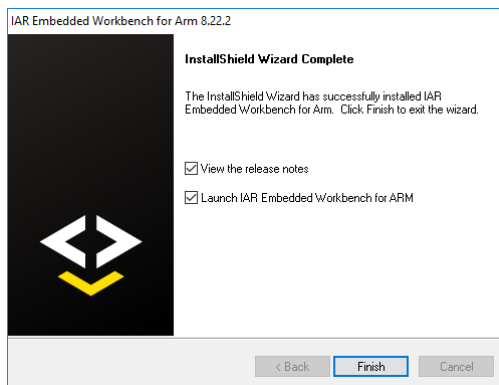 IAR Embedded Workbench for Arm 8.22.2
InstallShield Wizard Complete
The InstallShield Wizard has successfully installed IAR
Embedded Workbench for Arm. Click Finish to exit the wizard.
View the release notes
Launch IAR Embedded Workbench for ARM
< Back
Finish
Cancel